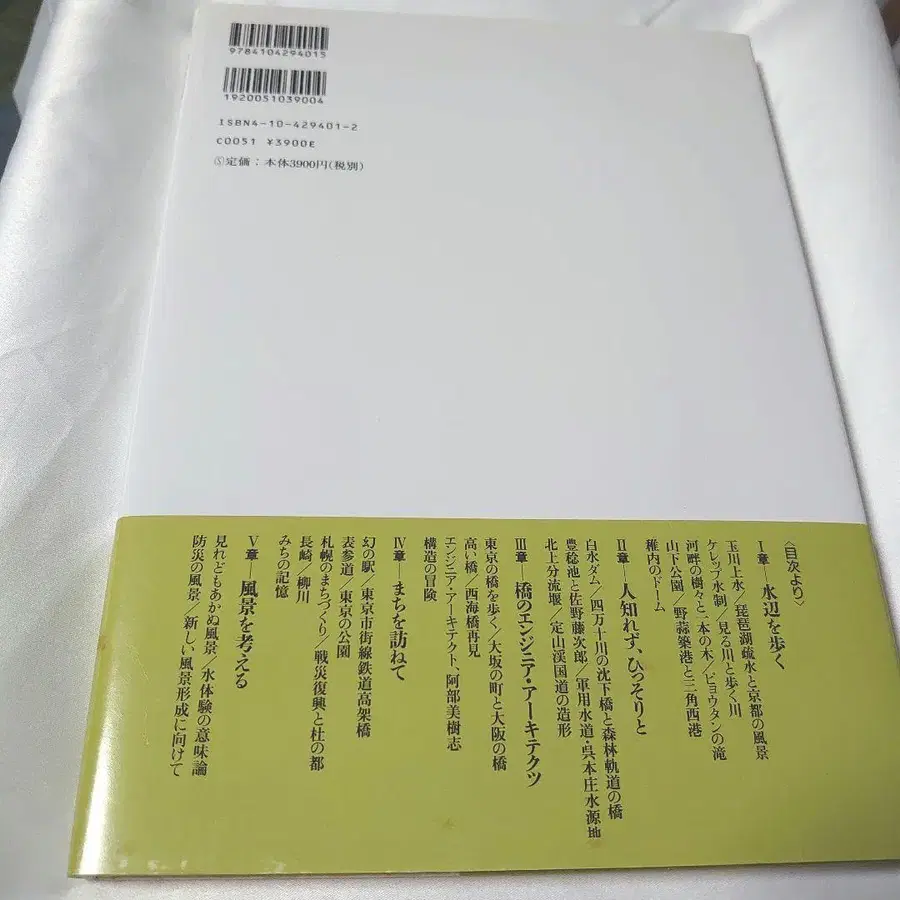 9784104294015
1920051039004
ISBN4-10-429401-2
C0051 ¥3900E
Ⓢ定価:本体3900円(税別)
〈目次より〉
Ⅰ章―水辺を歩く
玉川上水/琵琶湖疏水と京都の風景
ケレップ水制/見る川と歩く川
河畔の樹々と一本の木/ピョウタンの滝
山下公園/野蒜築港と三角西港
稚内のドーム
Ⅱ章―人知れず、ひっそりと
白水ダム/四万十川の沈下橋と森林軌道の橋
豊稔池と佐野藤次郎/軍用水道・呉本庄水源地
北上分流堰/定山渓国道の造形
Ⅲ章―橋のエンジニア・アーキテクツ
東京の橋を歩く/大坂の町と大阪の橋
高い橋/西海橋再見
エンジニア・アーキテクト、阿部美樹志
構造の冒険
Ⅳ章―まちを訪ねて
幻の駅/東京市街線鉄道高架橋
表参道/東京の公園
札幌のまちづくり/戦災復興と杜の都
長崎/柳川
みちの記憶
Ⅴ章―風景を考える
見れどもあかぬ風景/水体験の意味論
防災の風景/新しい風景形成に向けて